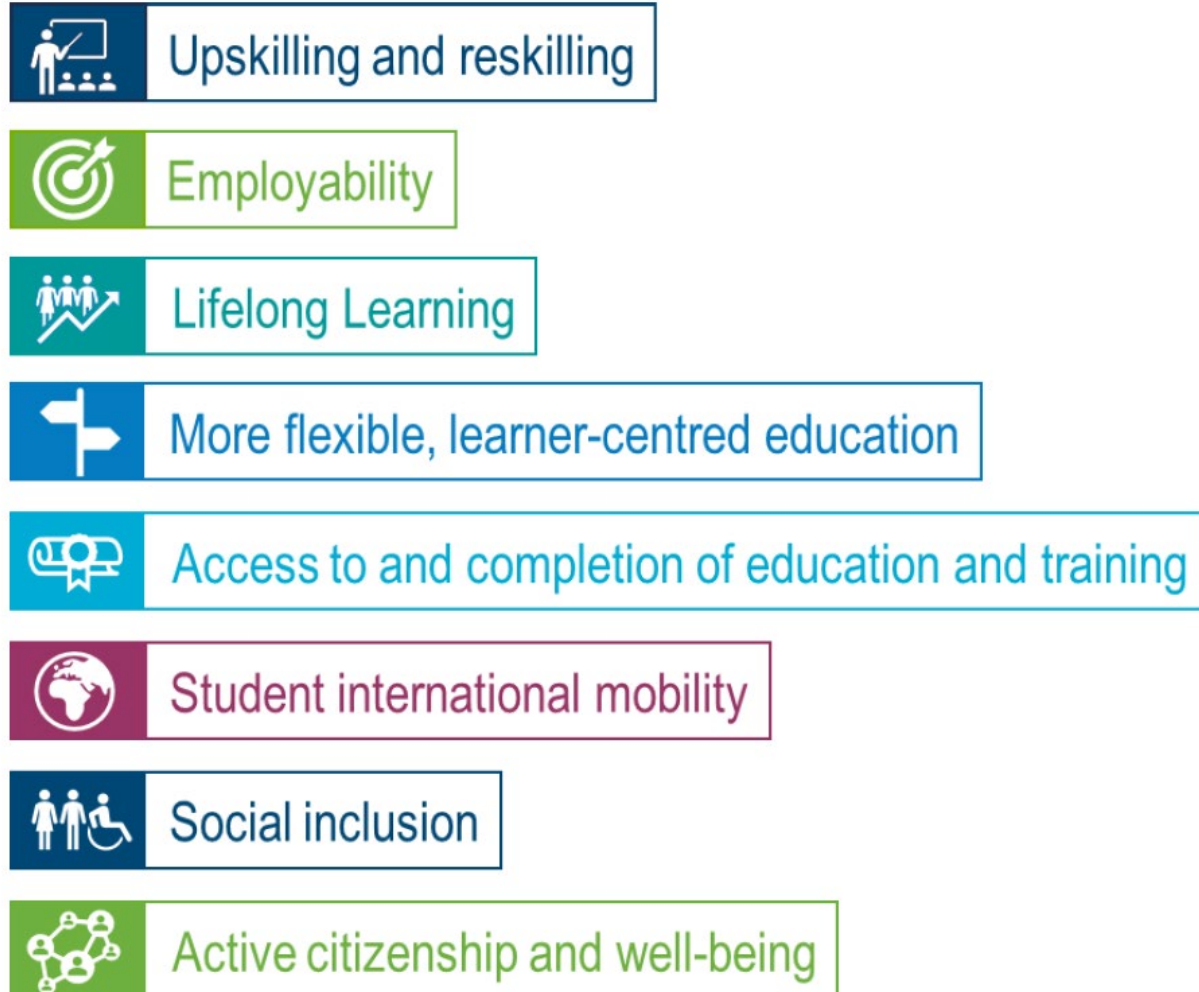 Upskilling and reskilling
Employability
Lifelong Learning
More flexible, learner-centred education
Access to and completion of education and training
Student international mobility
Social inclusion
Active citizenship and well-being